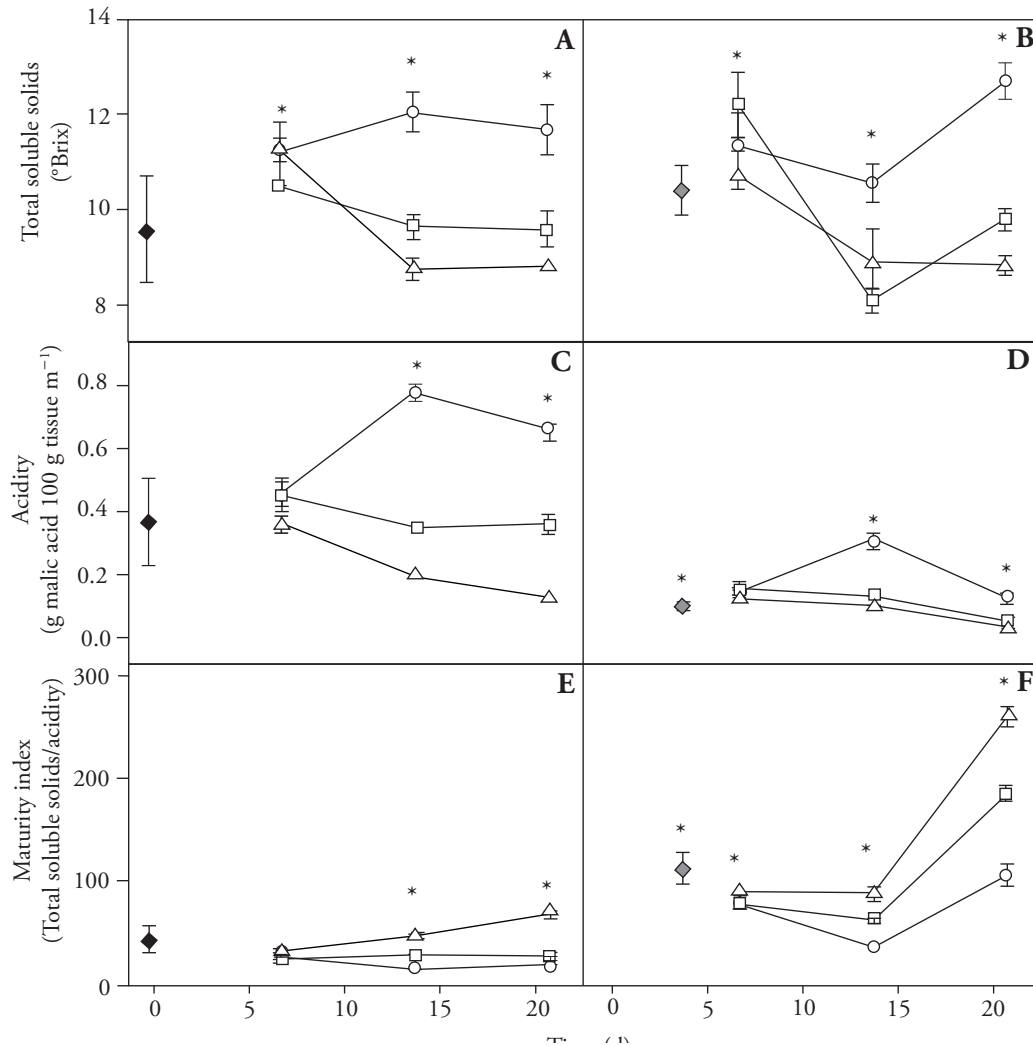 14
12
10
8
Total soluble solids
(°Brix)
A
*
*
*
B
*
*
*
0.8
0.6
0.4
0.2
0.0
Acidity
(g malic acid 100 g tissue m⁻¹)
C
*
*
D
*
*
*
300
200
100
0
Maturity index
(Total soluble solids/acidity)
E
*
*
F
*
*
*
*
0 5 10 15 20
0 5 10 15 20